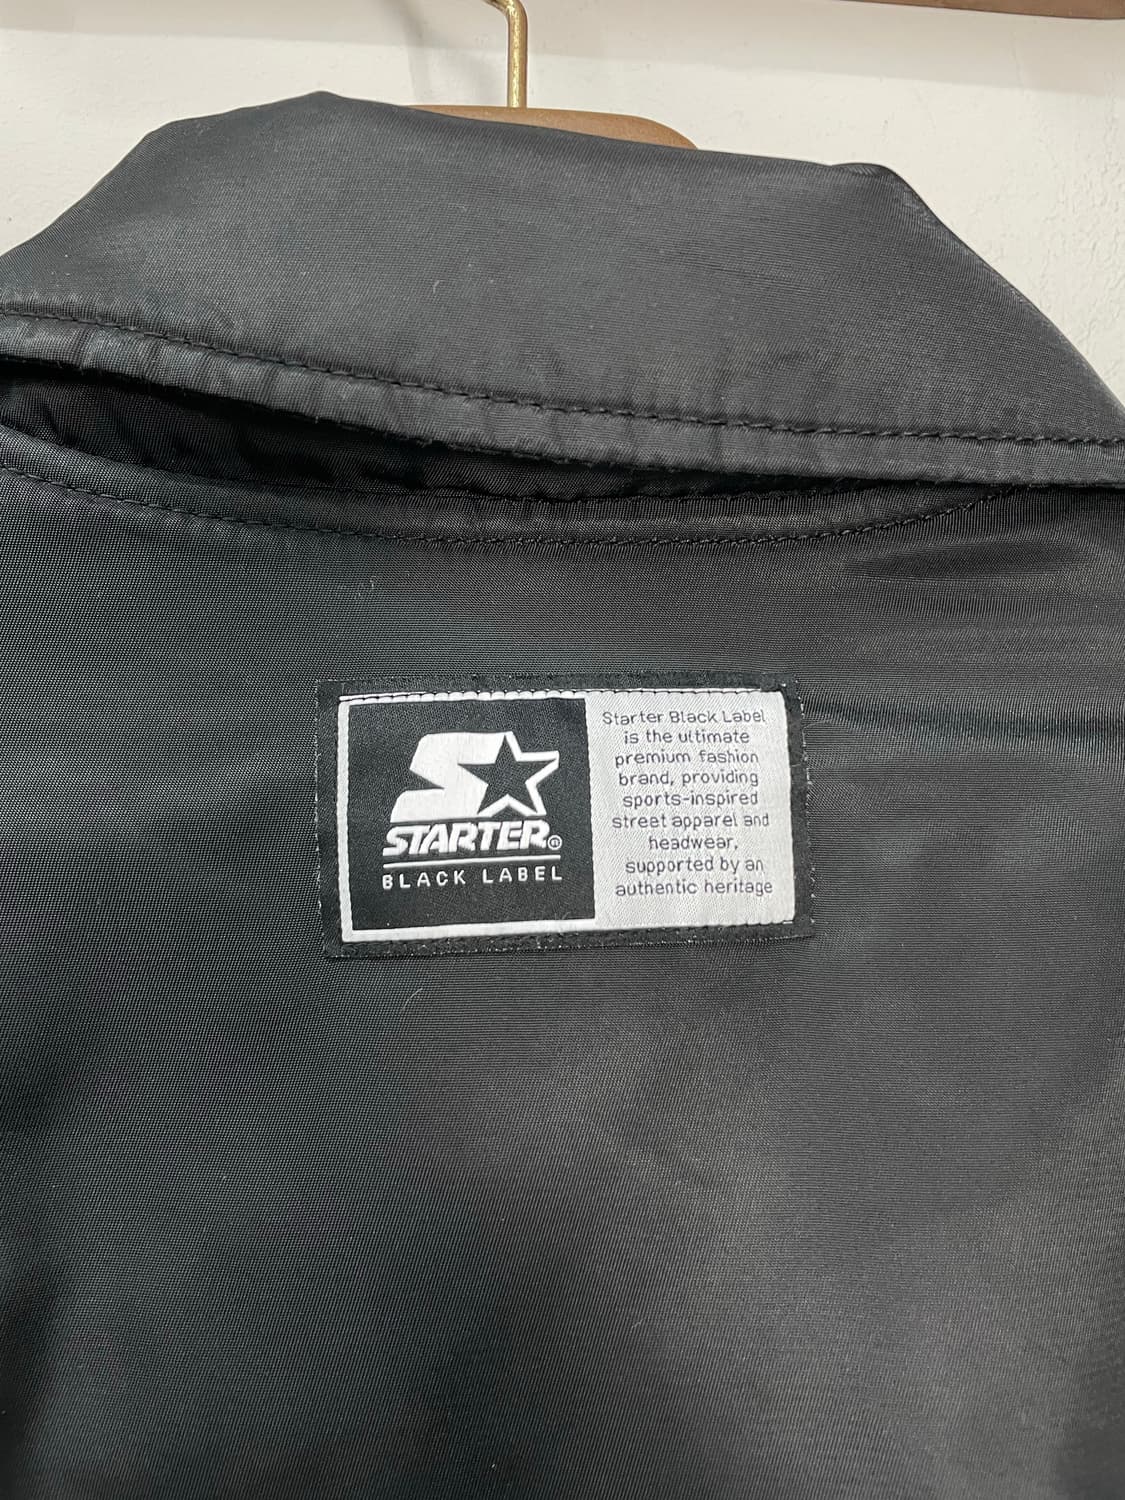 STARTER®
BLACK LABEL
Starter Black Label
is the ultimate
premium fashion
brand, providing
sports-inspired
street apparel and
headwear,
supported by an
authentic heritage